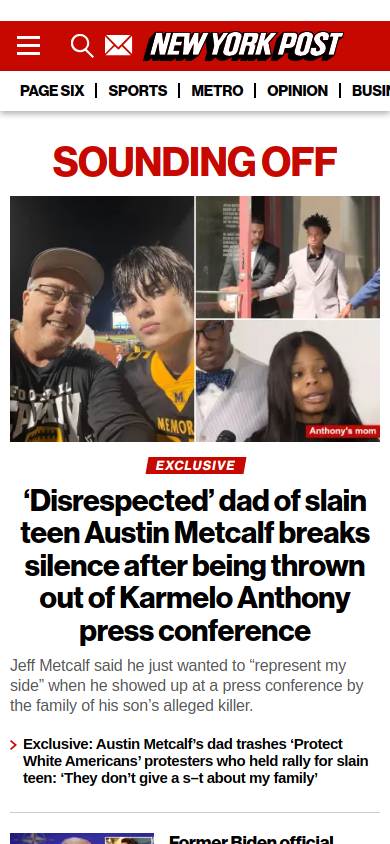 NEW YORK POST
PAGE SIX
SPORTS
METRO
OPINION
SOUNDING OFF
M
MEMOR
Anthony's mom
EXCLUSIVE
‘Disrespected’ dad of slain
teen Austin Metcalf breaks
silence after being thrown
out of Karmelo Anthony
press conference
Jeff Metcalf said he just wanted to “represent my
side” when he showed up at a press conference by
the family of his son’s alleged killer.
Exclusive: Austin Metcalf’s dad trashes ‘Protect
White Americans’ protesters who held rally for slain
teen: ‘They don’t give a s–t about my family’
Former Biden official